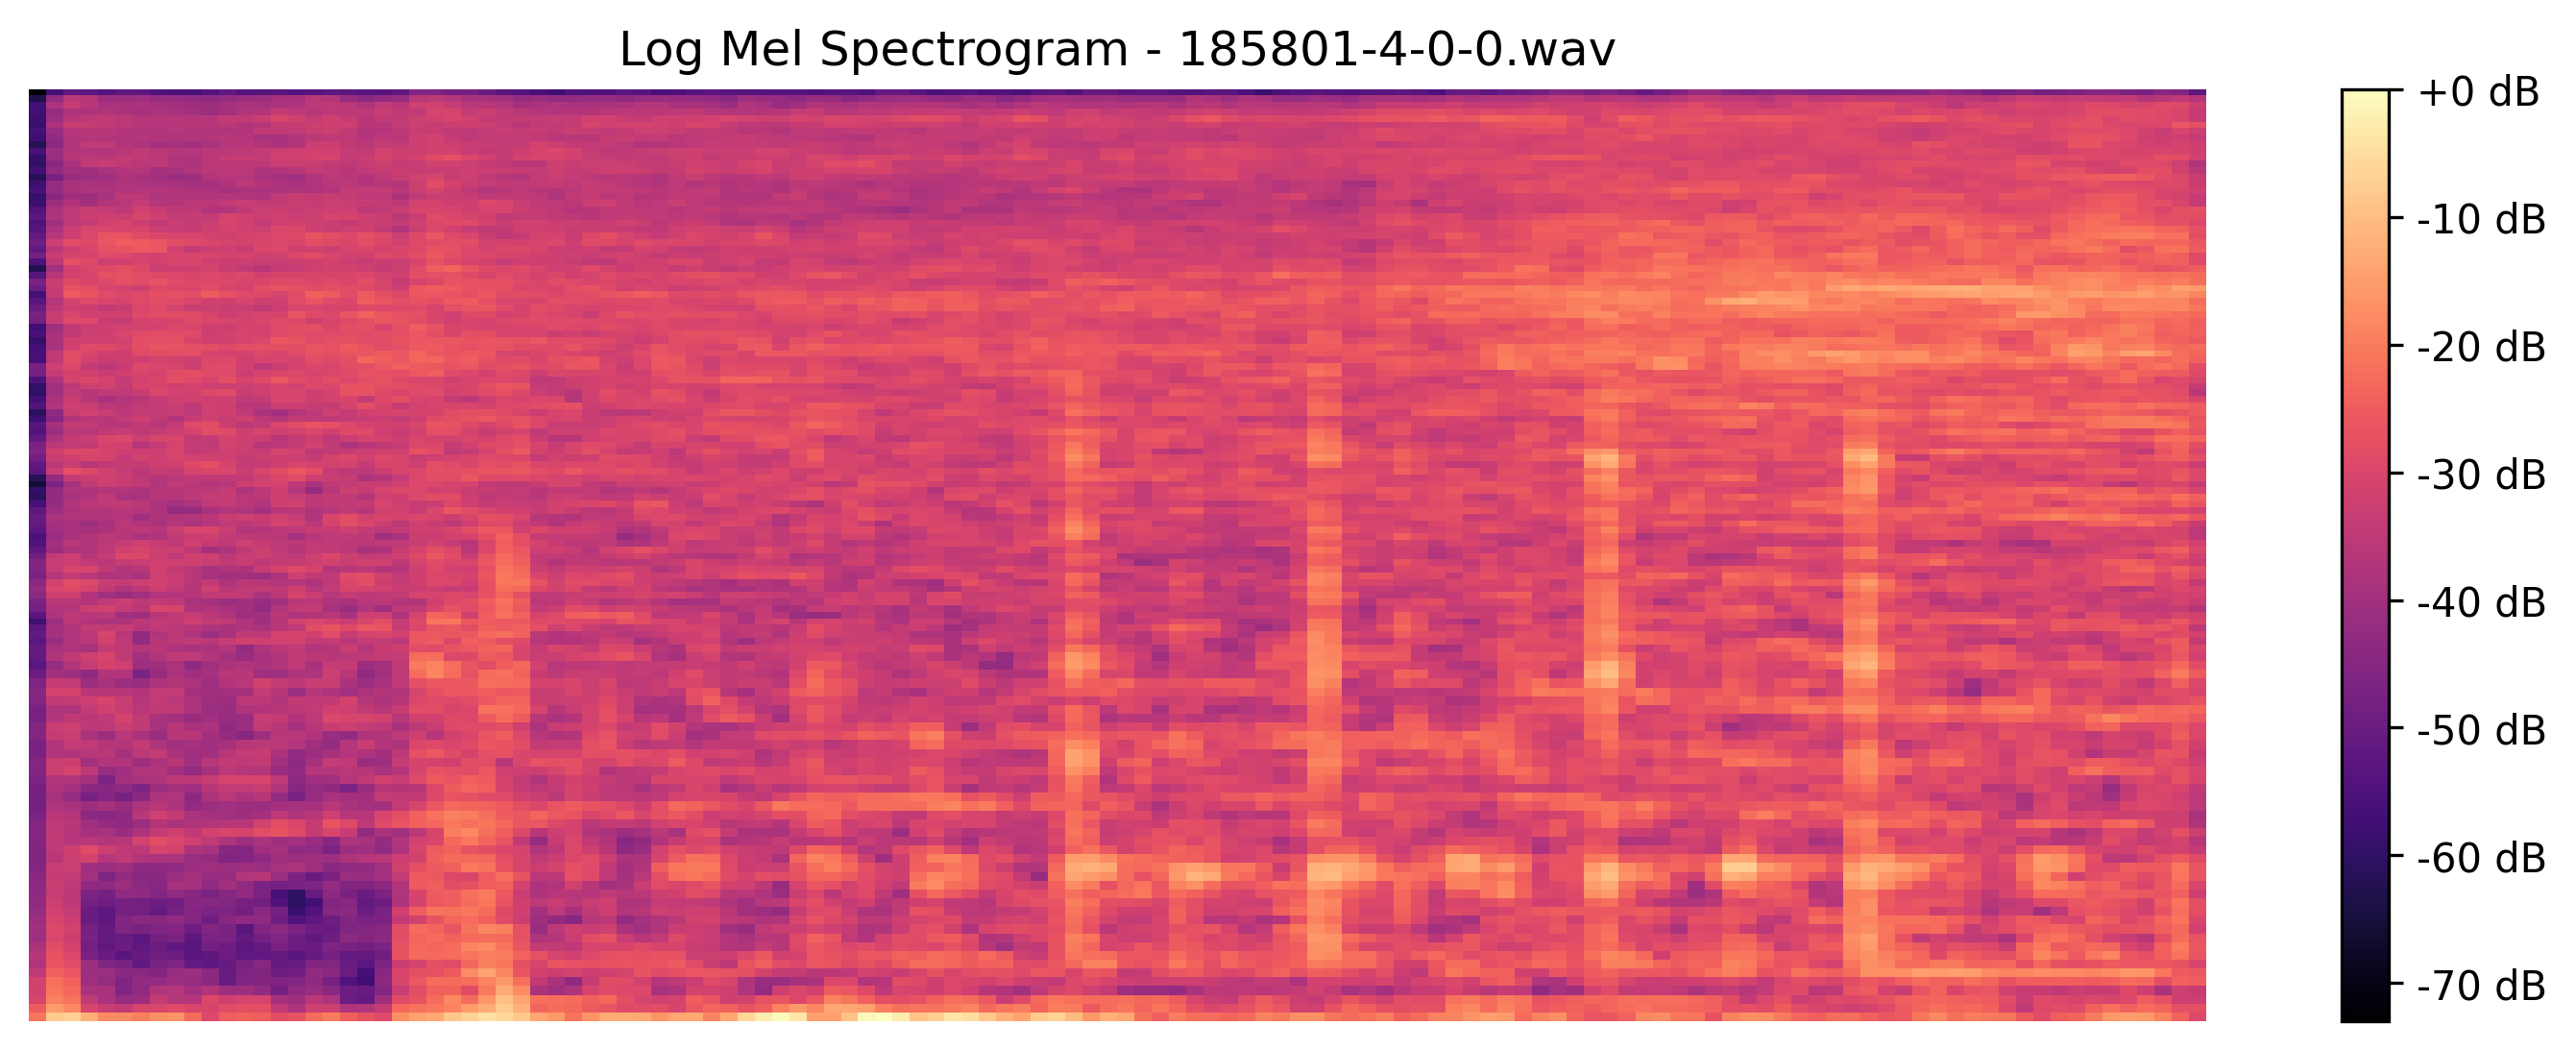 Log Mel Spectrogram - 185801-4-0-0.wav
+0 dB
-10 dB
-20 dB
-30 dB
-40 dB
-50 dB
-60 dB
-70 dB